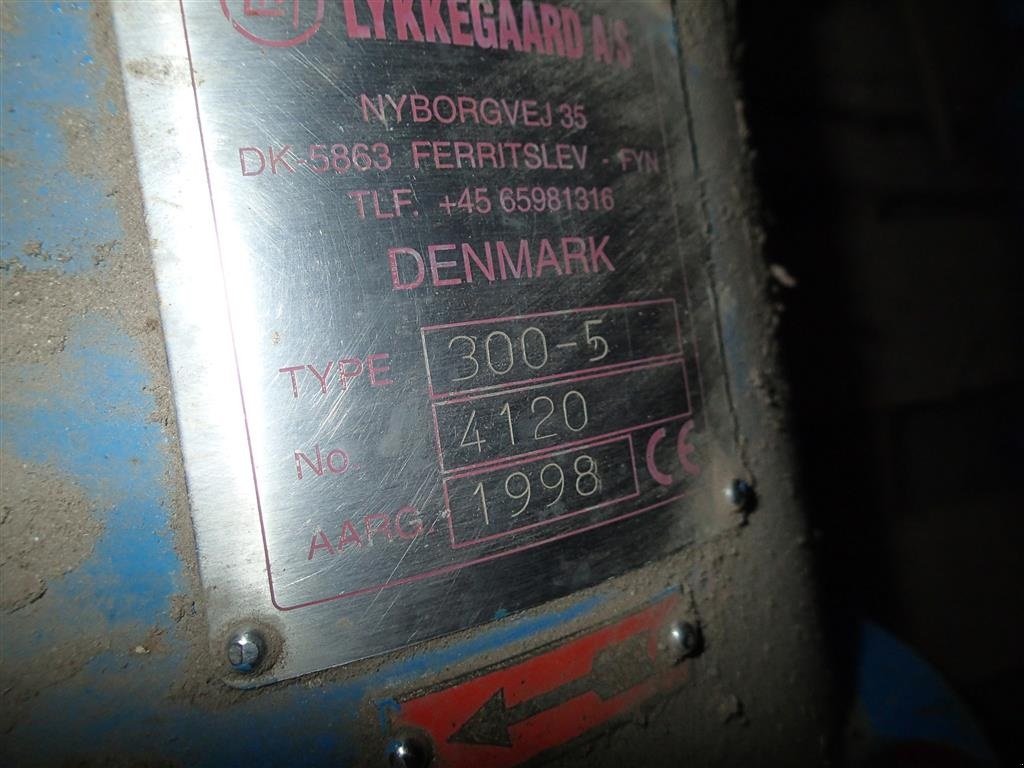 LYKKEGAARD A/S
NYBORGVEJ 35
DK-5863 FERRITSLEV - FYN
TLF. +45 65981316
DENMARK
TYPE 300-5
No. 4120
AARG. 1998 CE